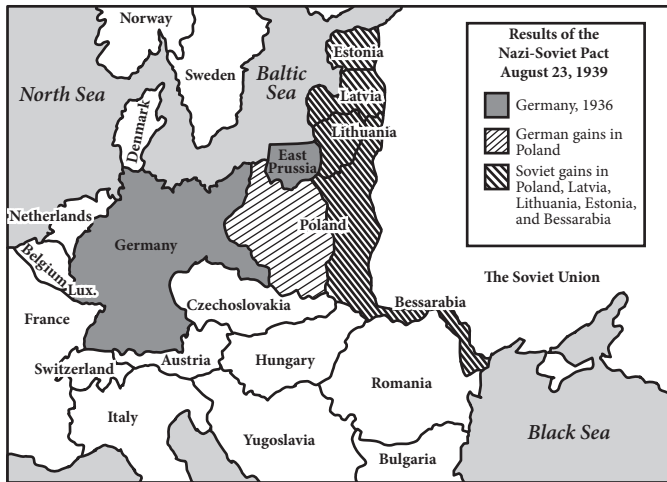 Norway
Sweden
North Sea
Baltic
Sea
Denmark
Estonia
Latvia
Lithuania
East
Prussia
Netherlands
Belgium
Lux.
Germany
Poland
France
Czechoslovakia
Switzerland
Austria
Hungary
Italy
Yugoslavia
Romania
Bulgaria
Bessarabia
The Soviet Union
Black Sea
Results of the
Nazi-Soviet Pact
August 23, 1939
Germany, 1936
German gains in
Poland
Soviet gains in
Poland, Latvia,
Lithuania, Estonia,
and Bessarabia